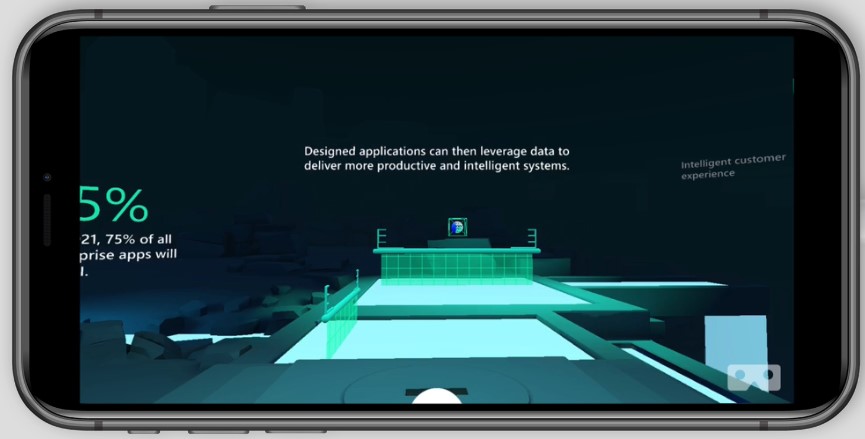 Designed applications can then leverage data to
deliver more productive and intelligent systems.
Intelligent customer
experience
5%
21, 75% of all
prise apps will
l.